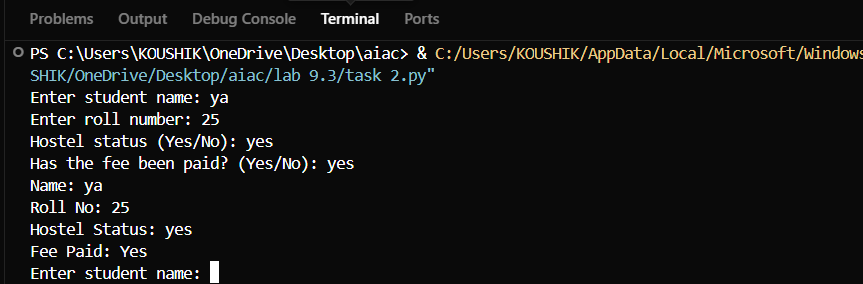 Problems Output Debug Console Terminal Ports
PS C:\Users\KOUSHIK\OneDrive\Desktop\aiac> & C:/Users/KOUSHIK/AppData/Local/Microsoft/Windows
SHIK/OneDrive/Desktop/aiac/lab 9.3/task 2.py"
Enter student name: ya
Enter roll number: 25
Hostel status (Yes/No): yes
Has the fee been paid? (Yes/No): yes
Name: ya
Roll No: 25
Hostel Status: yes
Fee Paid: Yes
Enter student name: